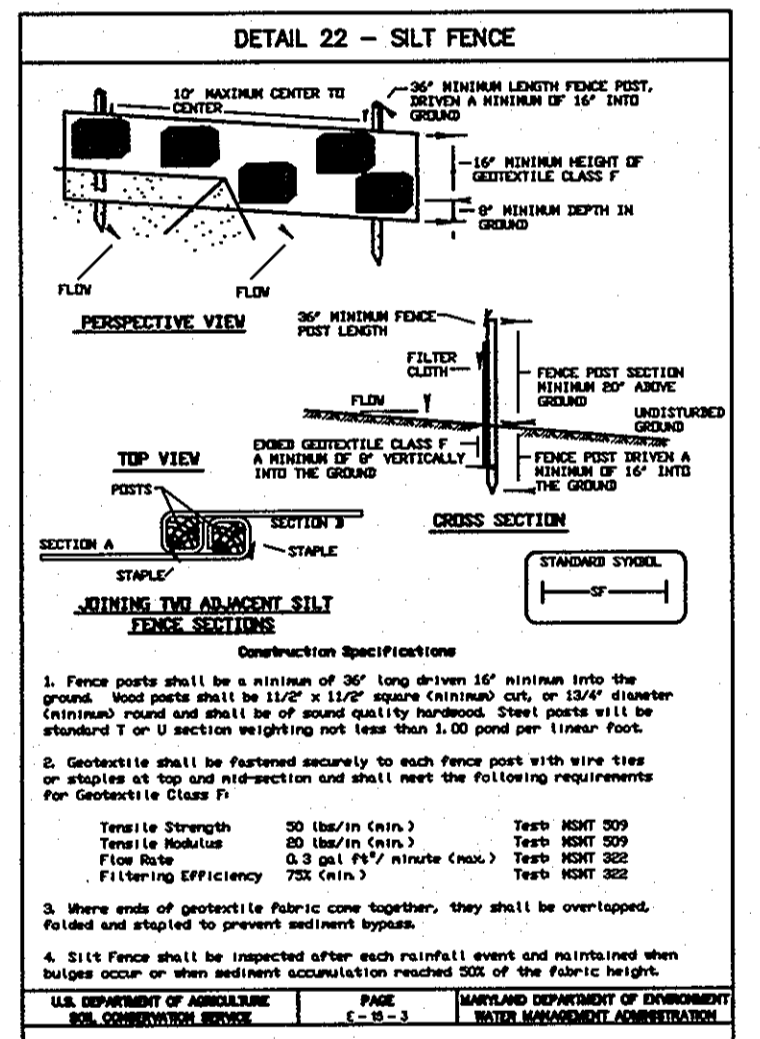 DETAIL 22 – SILT FENCE
10" MAXIMUM CENTER TO
CENTER
36" MINIMUM LENGTH FENCE POST,
DRIVEN A MINIMUM OF 16" INTO
GROUND
16" MINIMUM HEIGHT OF
GEOTEXTILE CLASS F
8" MINIMUM DEPTH IN
GROUND
FLOW
FLOW
PERSPECTIVE VIEW
36" MINIMUM FENCE
POST LENGTH
FILTER
CLOTH
FENCE POST SECTION
MINIMUM 20" ABOVE
GROUND
FLOW
UNDISTURBED
GROUND
EMBED GEOTEXTILE CLASS F
A MINIMUM OF 8" VERTICALLY
INTO THE GROUND
FENCE POST DRIVEN A
MINIMUM OF 16" INTO
THE GROUND
TOP VIEW
POSTS
SECTION B
SECTION A
STAPLE
STAPLE
CROSS SECTION
STANDARD SYMBOL
SF
JOINING TWO ADJACENT SILT
FENCE SECTIONS
Construction Specifications
1. Fence posts shall be a minimum of 36" long driven 16" minimum into the
ground. Wood posts shall be 11/2" x 11/2" square (minimum) cut, or 13/4" diameter
(minimum) round and shall be of sound quality hardwood. Steel posts will be
standard T or U section weighting not less than 1.00 pond per linear foot.
2. Geotextile shall be fastened securely to each fence post with wire ties
or staples at top and mid-section and shall meet the following requirements
for Geotextile Class F:
Tensile Strength 50 lbs/in (min.) Test: MSMT 509
Tensile Modulus 20 lbs/in (min.) Test: MSMT 509
Flow Rate 0.3 gal ft²/ minute (max.) Test: MSMT 322
Filtering Efficiency 75% (min.) Test: MSMT 322
3. Where ends of geotextile fabric come together, they shall be overlapped,
folded and stapled to prevent sediment bypass.
4. Silt Fence shall be inspected after each rainfall event and maintained when
bulges occur or when sediment accumulation reached 50% of the fabric height.
U.S. DEPARTMENT OF AGRICULTURE
SOIL CONSERVATION SERVICE
PAGE
E - 15 - 3
MARYLAND DEPARTMENT OF ENVIRONMENT
WATER MANAGEMENT ADMINISTRATION